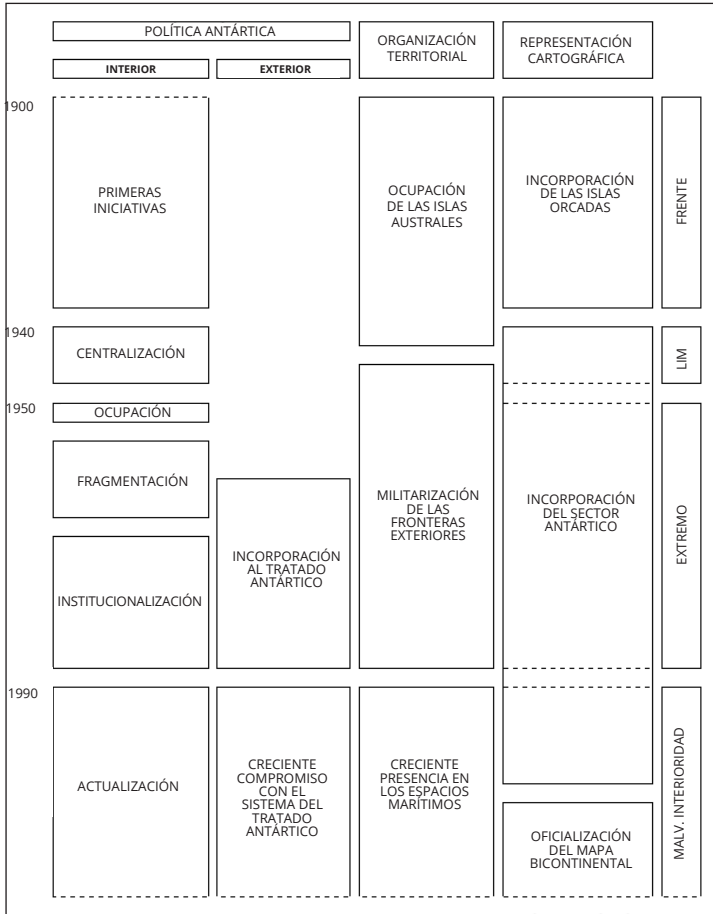 POLÍTICA ANTÁRTICA
INTERIOR
EXTERIOR
ORGANIZACIÓN
TERRITORIAL
REPRESENTACIÓN
CARTOGRÁFICA
1900
PRIMERAS
INICIATIVAS
OCUPACIÓN
DE LAS ISLAS
AUSTRALES
INCORPORACIÓN
DE LAS ISLAS
ORCADAS
FRENTE
1940
CENTRALIZACIÓN
LIM
1950
OCUPACIÓN
FRAGMENTACIÓN
INSTITUCIONALIZACIÓN
INCORPORACIÓN
AL TRATADO
ANTÁRTICO
MILITARIZACIÓN
DE LAS
FRONTERAS
EXTERIORES
INCORPORACIÓN
DEL SECTOR
ANTÁRTICO
EXTREMO
1990
ACTUALIZACIÓN
CRECIENTE
COMPROMISO
CON EL
SISTEMA DEL
TRATADO
ANTÁRTICO
CRECIENTE
PRESENCIA EN
LOS ESPACIOS
MARÍTIMOS
OFICIALIZACIÓN
DEL MAPA
BICONTINENTAL
MALV. INTERIORIDAD